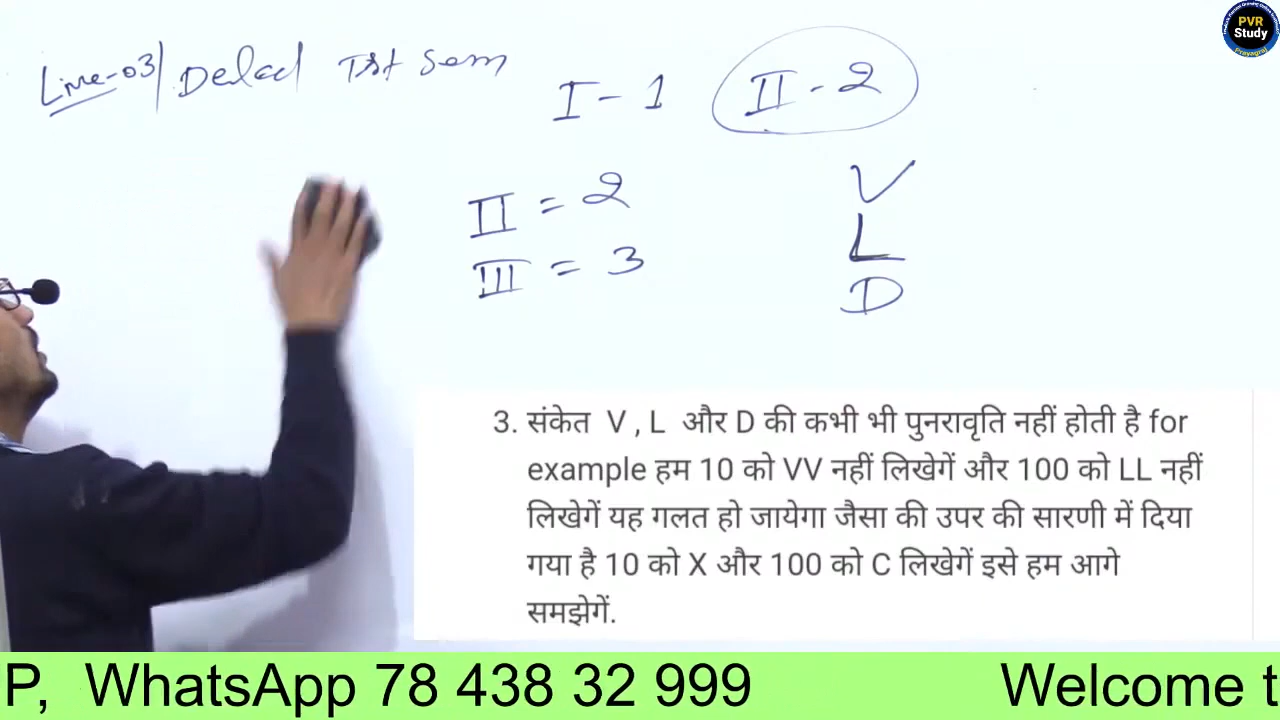 Live-03 Deled Ist Sem
I - 1
II - 2
II = 2
III = 3
V
L
D
3. संकेत V , L और D की कभी भी पुनरावृति नहीं होती है for
example हम 10 को VV नहीं लिखेगें और 100 को LL नहीं
लिखेगें यह गलत हो जायेगा जैसा की उपर की सारणी में दिया
गया है 10 को X और 100 को C लिखेगें इसे हम आगे
समझेगें.
P, WhatsApp 78 438 32 999 Welcome t
PVR
Study
Prayagraj